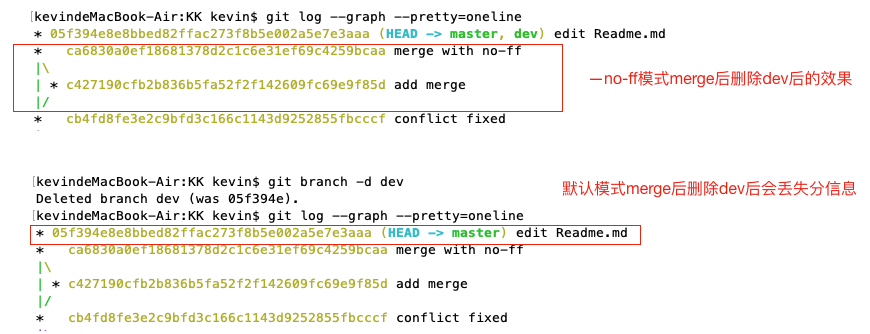 [kevindeMacBook-Air:KK kevin$ git log --graph --pretty=oneline
* 05f394e8e8bbed82ffac273f8b5e002a5e7e3aaa (HEAD -> master, dev) edit Readme.md
*   ca6830a0ef18681378d2c1c6e31ef69c4259bcaa merge with no-ff
|\
| * c427190cfb2b836b5fa52f2f142609fc69e9f85d add merge
|/
*   cb4fd8fe3e2c9bfd3c166c1143d9252855fbcccf conflict fixed
—no-ff模式merge后删除dev后的效果
[kevindeMacBook-Air:KK kevin$ git branch -d dev
Deleted branch dev (was 05f394e).
[kevindeMacBook-Air:KK kevin$ git log --graph --pretty=oneline
* 05f394e8e8bbed82ffac273f8b5e002a5e7e3aaa (HEAD -> master) edit Readme.md
*   ca6830a0ef18681378d2c1c6e31ef69c4259bcaa merge with no-ff
|\
| * c427190cfb2b836b5fa52f2f142609fc69e9f85d add merge
|/
*   cb4fd8fe3e2c9bfd3c166c1143d9252855fbcccf conflict fixed
默认模式merge后删除dev后会丢失分信息